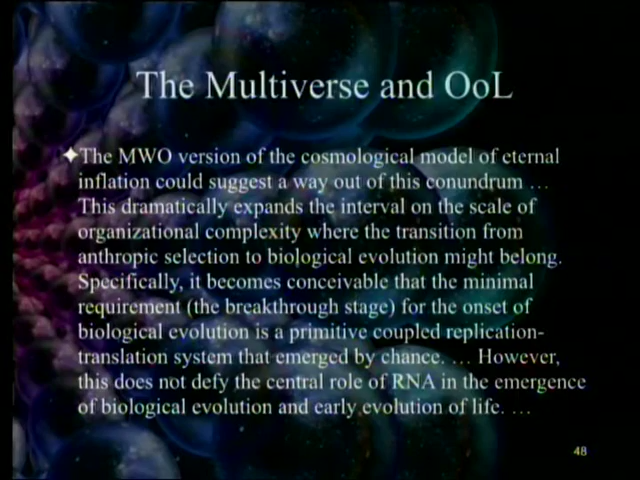 The Multiverse and OoL
The MWO version of the cosmological model of eternal
inflation could suggest a way out of this conundrum …
This dramatically expands the interval on the scale of
organizational complexity where the transition from
anthropic selection to biological evolution might belong.
Specifically, it becomes conceivable that the minimal
requirement (the breakthrough stage) for the onset of
biological evolution is a primitive coupled replication-
translation system that emerged by chance. … However,
this does not defy the central role of RNA in the emergence
of biological evolution and early evolution of life. …
48